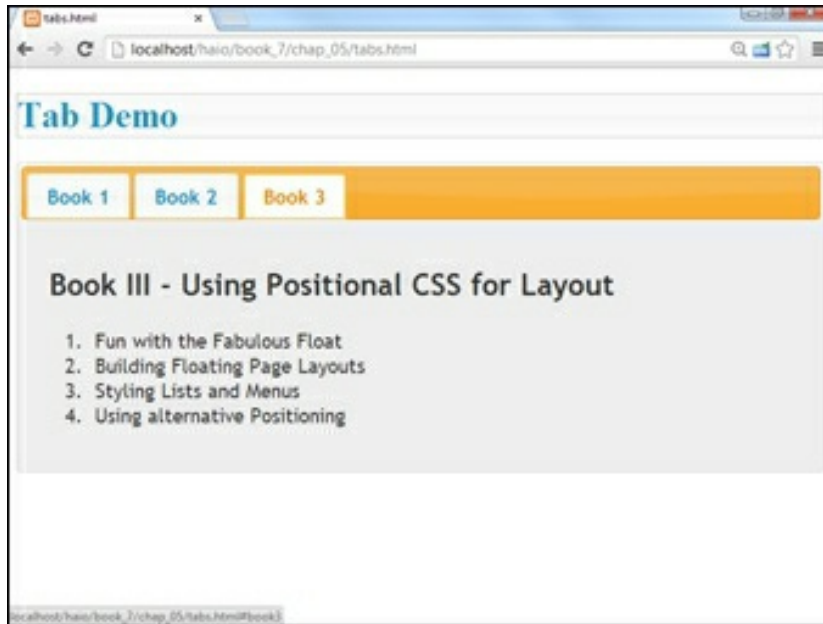 tabs.html
localhost/haio/book_7/chap_05/tabs.html
Tab Demo
Book 1 Book 2 Book 3
Book III - Using Positional CSS for Layout
1. Fun with the Fabulous Float
2. Building Floating Page Layouts
3. Styling Lists and Menus
4. Using alternative Positioning
localhost/haio/book_7/chap_05/tabs.html#book3